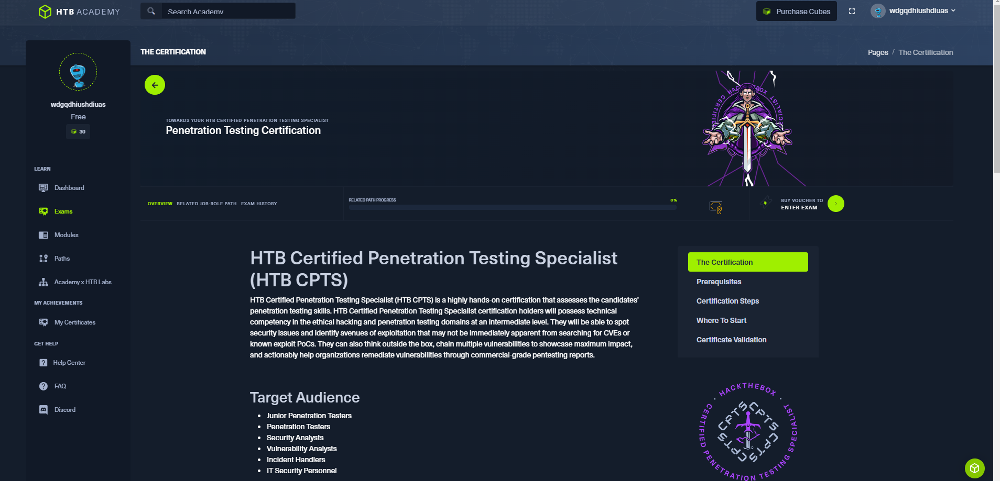 HTB ACADEMY
Search Academy
Purchase Cubes
wdgqdhiushdiuas
THE CERTIFICATION
Pages / The Certification
wdgqdhiushdiuas
Free
30
LEARN
Dashboard
Exams
Modules
Paths
Academy x HTB Labs
MY ACHIEVEMENTS
My Certificates
GET HELP
Help Center
FAQ
Discord
TOWARDS YOUR HTB CERTIFIED PENETRATION TESTING SPECIALIST
Penetration Testing Certification
CERTIFIED HACKTHEBOX SPECIALIST
OVERVIEW RELATED JOB-ROLE PATH EXAM HISTORY
RELATED PATH PROGRESS
0%
BUY VOUCHER TO
ENTER EXAM
HTB Certified Penetration Testing Specialist
(HTB CPTS)
HTB Certified Penetration Testing Specialist (HTB CPTS) is a highly hands-on certification that assesses the candidates'
penetration testing skills. HTB Certified Penetration Testing Specialist certification holders will possess technical
competency in the ethical hacking and penetration testing domains at an intermediate level. They will be able to spot
security issues and identify avenues of exploitation that may not be immediately apparent from searching for CVEs or
known exploit PoCs. They can also think outside the box, chain multiple vulnerabilities to showcase maximum impact,
and actionably help organizations remediate vulnerabilities through commercial-grade pentesting reports.
Target Audience
Junior Penetration Testers
Penetration Testers
Security Analysts
Vulnerability Analysts
Incident Handlers
IT Security Personnel
The Certification
Prerequisites
Certification Steps
Where To Start
Certificate Validation
HACKTHEBOX
CERTIFIED PENETRATION TESTING SPECIALIST
CPTS CPTS CPTS CPTS